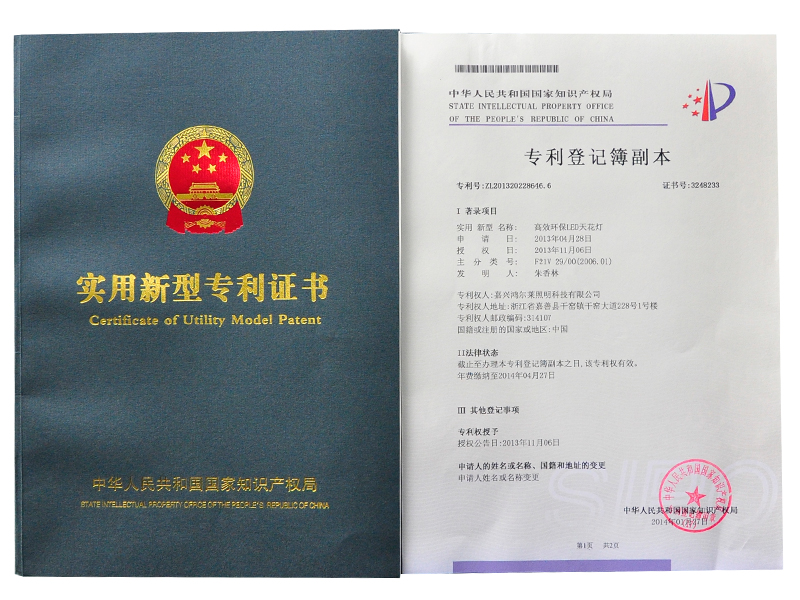 实用新型专利证书
Certificate of Utility Model Patent
中华人民共和国国家知识产权局
STATE INTELLECTUAL PROPERTY OFFICE OF THE PEOPLE'S REPUBLIC OF CHINA
中华人民共和国国家知识产权局
STATE INTELLECTUAL PROPERTY OFFICE
OF THE PEOPLE'S REPUBLIC OF CHINA
专利登记簿副本
专利号:ZL201320228646.6 证书号:3248233
I 著录项目
实用 新型 名称: 高效环保LED天花灯
申请日: 2013年04月28日
授权日: 2013年11月06日
主分类号: F21V 29/00(2006.01)
发明人: 朱香林
专利权人:嘉兴鸿尔莱照明科技有限公司
专利权人地址:浙江省嘉善县干窑镇干窑大道228号1号楼
专利权人邮政编码:314107
国籍或注册的国家或地区:中国
II法律状态
截止至办理本专利登记簿副本之日,该专利权有效。
年费缴纳至2014年04月27日
III 其他登记事项
专利权授予
授权公告日:2013年11月06日
申请人的姓名或名称、国籍和地址的变更
申请人姓名或名称变更
中华人民共和国国家知识产权局
2014年01月27日
第1页 共2页